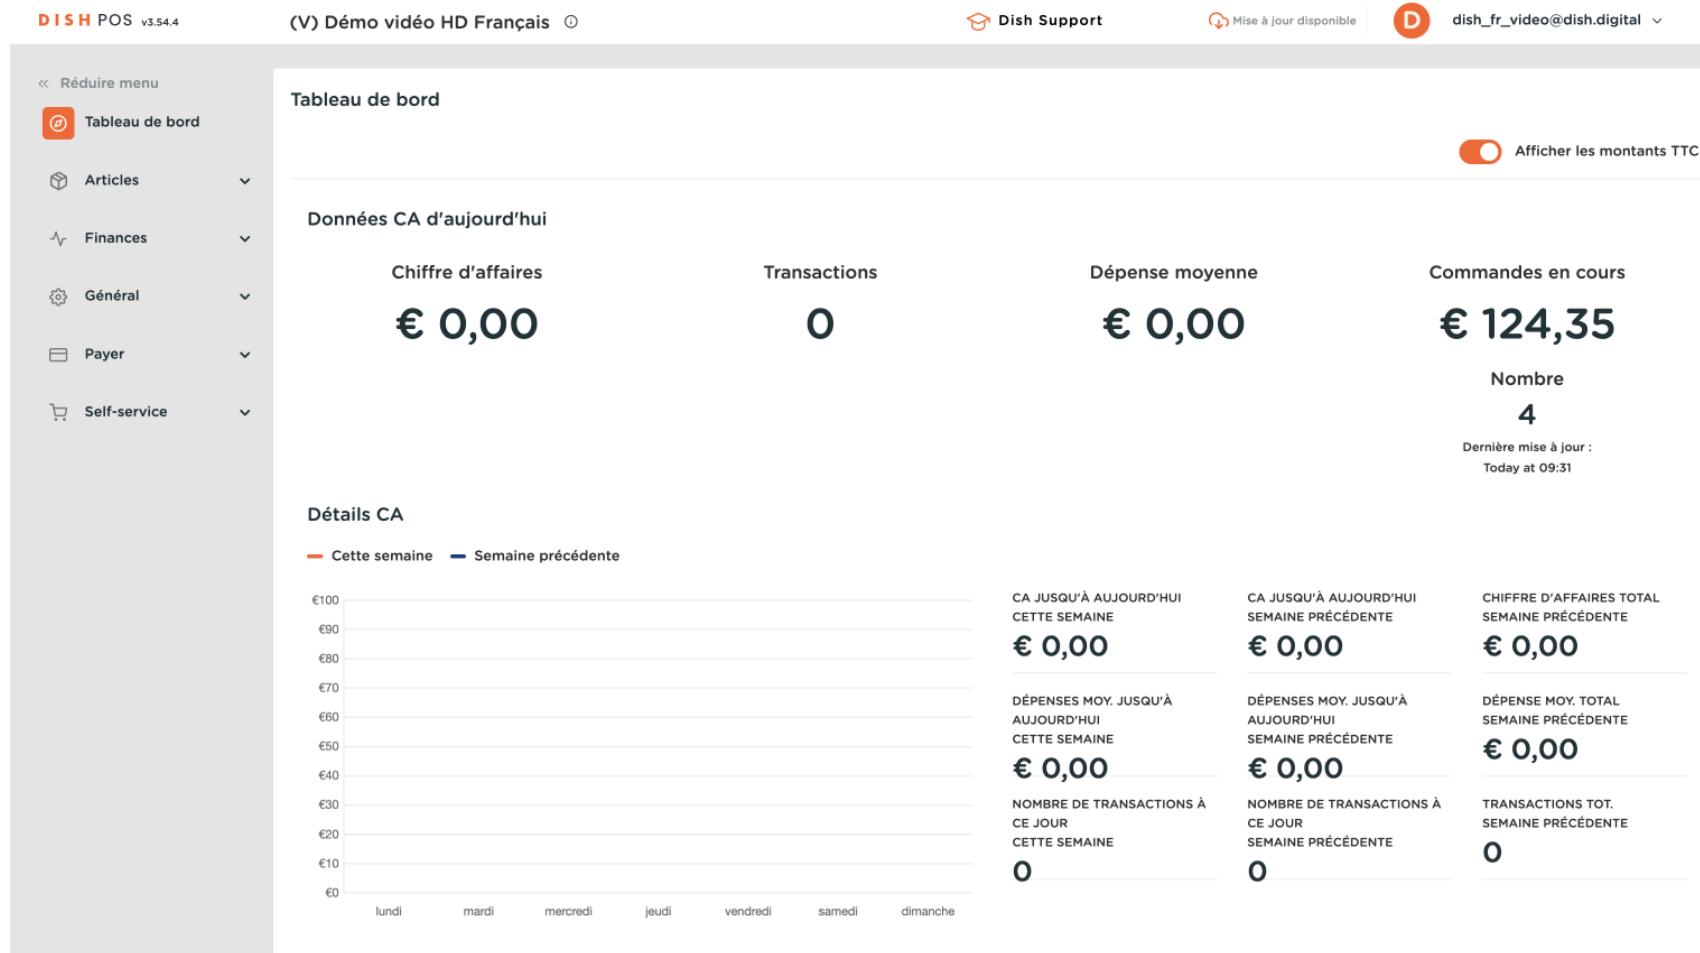 DISH POS v3.54.4
(V) Démo vidéo HD Français
Dish Support
Mise à jour disponible
D
dish_fr_video@dish.digital
Réduire menu
Tableau de bord
Articles
Finances
Général
Payer
Self-service
Tableau de bord
Afficher les montants TTC
Données CA d'aujourd'hui
Chiffre d'affaires
€ 0,00
Transactions
0
Dépense moyenne
€ 0,00
Commandes en cours
€ 124,35
Nombre
4
Dernière mise à jour :
Today at 09:31
Détails CA
Cette semaine
Semaine précédente
€100
€90
€80
€70
€60
€50
€40
€30
€20
€10
€0
lundi mardi mercredi jeudi vendredi samedi dimanche
CA JUSQU'À AUJOURD'HUI
CETTE SEMAINE
€ 0,00
CA JUSQU'À AUJOURD'HUI
SEMAINE PRÉCÉDENTE
€ 0,00
CHIFFRE D'AFFAIRES TOTAL
SEMAINE PRÉCÉDENTE
€ 0,00
DÉPENSES MOY. JUSQU'À
AUJOURD'HUI
CETTE SEMAINE
€ 0,00
DÉPENSES MOY. JUSQU'À
AUJOURD'HUI
SEMAINE PRÉCÉDENTE
€ 0,00
DÉPENSE MOY. TOTAL
SEMAINE PRÉCÉDENTE
€ 0,00
NOMBRE DE TRANSACTIONS À
CE JOUR
CETTE SEMAINE
0
NOMBRE DE TRANSACTIONS À
CE JOUR
SEMAINE PRÉCÉDENTE
0
TRANSACTIONS TOT.
SEMAINE PRÉCÉDENTE
0